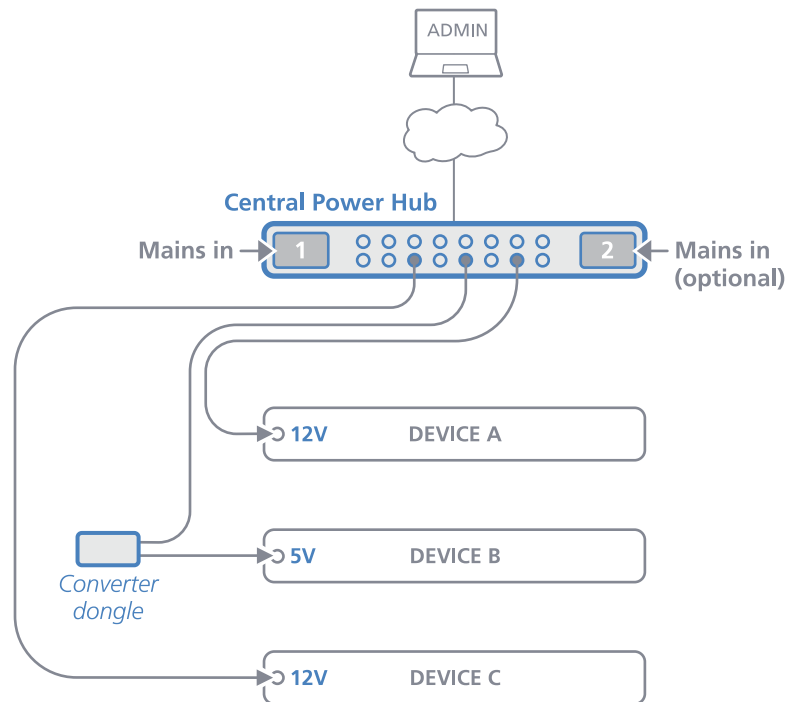 ADMIN
Central Power Hub
Mains in
1
2
Mains in
(optional)
12V
DEVICE A
5V
DEVICE B
Converter
dongle
12V
DEVICE C